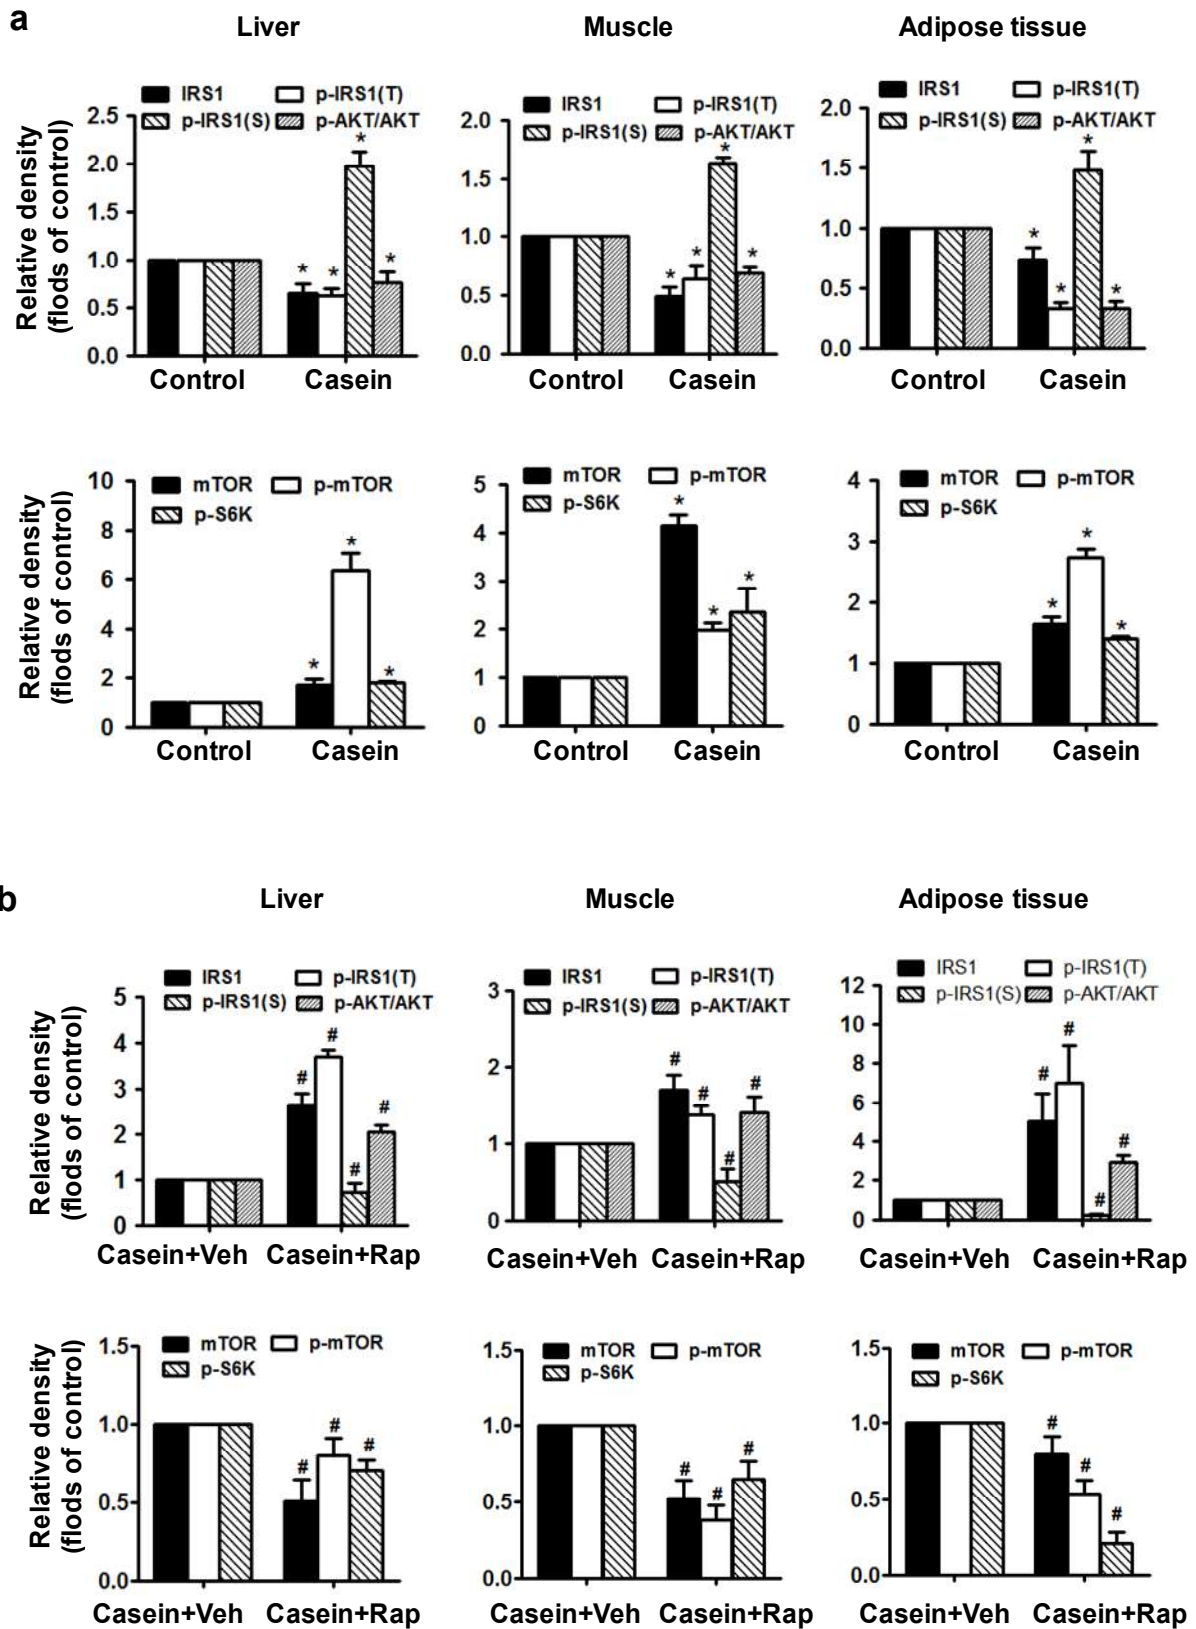 a
Liver
Muscle
Adipose tissue
Relative density
(flods of control)
IRS1 p-IRS1(T)
p-IRS1(S) p-AKT/AKT
2.5
2.0
1.5
1.0
0.5
0.0
* * * *
Control Casein
IRS1 p-IRS1(T)
p-IRS1(S) p-AKT/AKT
2.0
1.5
1.0
0.5
0.0
* * * *
Control Casein
IRS1 p-IRS1(T)
p-IRS1(S) p-AKT/AKT
2.0
1.5
1.0
0.5
0.0
* * * *
Control Casein
Relative density
(flods of control)
mTOR p-mTOR
p-S6K
10
8
6
4
2
0
* * *
Control Casein
mTOR p-mTOR
p-S6K
5
4
3
2
1
0
* * *
Control Casein
mTOR p-mTOR
p-S6K
4
3
2
1
0
* * *
Control Casein
b
Liver
Muscle
Adipose tissue
Relative density
(flods of control)
IRS1 p-IRS1(T)
p-IRS1(S) p-AKT/AKT
5
4
3
2
1
0
# # # #
Casein+Veh Casein+Rap
IRS1 p-IRS1(T)
p-IRS1(S) p-AKT/AKT
3
2
1
0
# # # #
Casein+Veh Casein+Rap
IRS1 p-IRS1(T)
p-IRS1(S) p-AKT/AKT
12
10
8
6
4
2
0
# # # #
Casein+Veh Casein+Rap
Relative density
(flods of control)
mTOR p-mTOR
p-S6K
1.5
1.0
0.5
0.0
# # #
Casein+Veh Casein+Rap
mTOR p-mTOR
p-S6K
1.5
1.0
0.5
0.0
# # #
Casein+Veh Casein+Rap
mTOR p-mTOR
p-S6K
1.5
1.0
0.5
0.0
# # #
Casein+Veh Casein+Rap